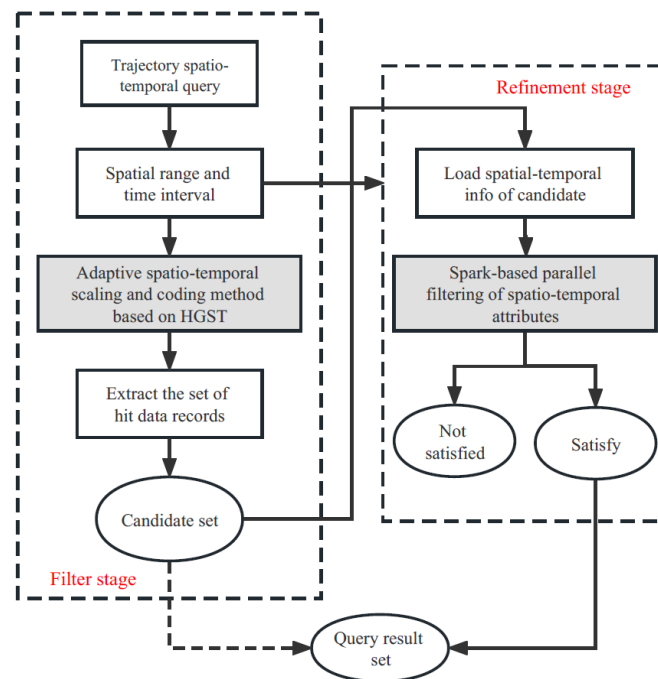 Trajectory spatio-
temporal query
Spatial range and
time interval
Adaptive spatio-temporal
scaling and coding method
based on HGST
Extract the set of
hit data records
Candidate set
Filter stage
Refinement stage
Load spatial-temporal
info of candidate
Spark-based parallel
filtering of spatio-temporal
attributes
Not
satisfied
Satisfy
Query result
set